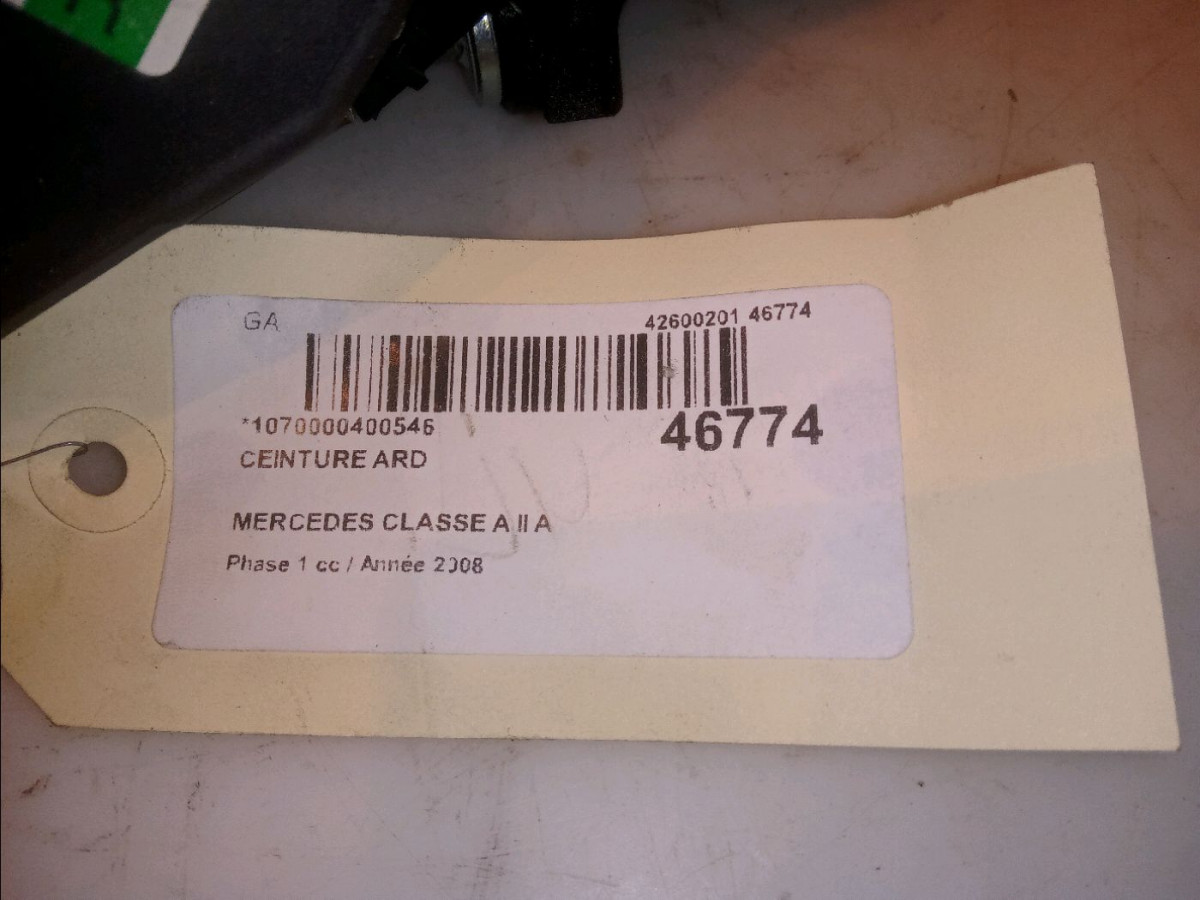 GA 42600201 46774
*1070000400546
46774
CEINTURE ARD
MERCEDES CLASSE A II A
Phase 1 cc / Année 2008